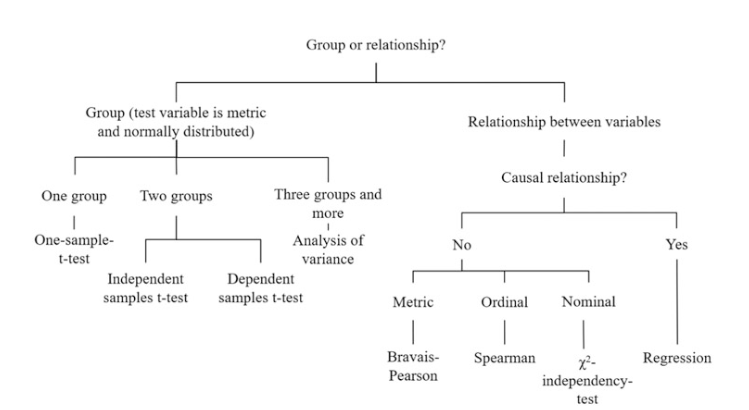 Group or relationship?
Group (test variable is metric
and normally distributed)
Relationship between variables
Causal relationship?
One group
Two groups
Three groups and
more
One-sample-
t-test
Analysis of
variance
Independent
samples t-test
Dependent
samples t-test
No
Yes
Metric
Ordinal
Nominal
Bravais-
Pearson
Spearman
χ²-
independency-
test
Regression